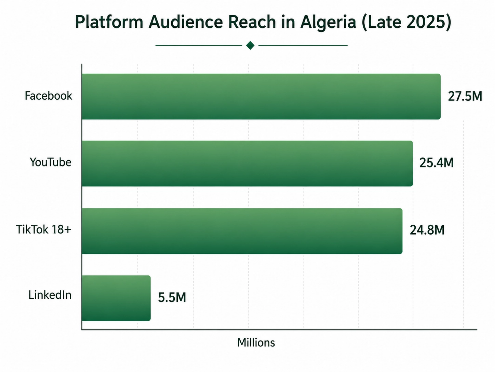 Platform Audience Reach in Algeria (Late 2025)
Facebook
27.5M
YouTube
25.4M
TikTok 18+
24.8M
LinkedIn
5.5M
Millions